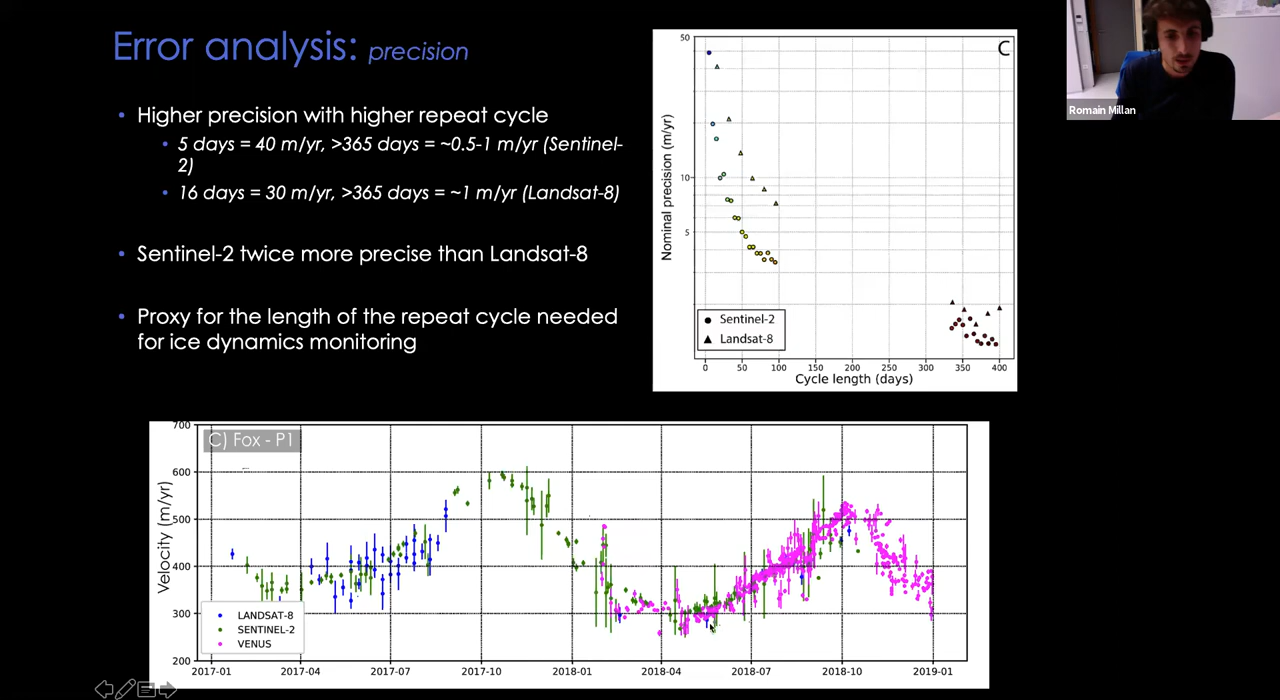 Error analysis: precision
• Higher precision with higher repeat cycle
• 5 days = 40 m/yr, >365 days = ~0.5-1 m/yr (Sentinel-
2)
• 16 days = 30 m/yr, >365 days = ~1 m/yr (Landsat-8)
• Sentinel-2 twice more precise than Landsat-8
• Proxy for the length of the repeat cycle needed
for ice dynamics monitoring
C
Nominal precision (m/yr)
50
10
5
Sentinel-2
Landsat-8
0 50 100 150 200 250 300 350 400
Cycle length (days)
Romain Millan
C) Fox - P1
Velocity (m/yr)
700
600
500
400
300
200
LANDSAT-8
SENTINEL-2
VENUS
2017-01 2017-04 2017-07 2017-10 2018-01 2018-04 2018-07 2018-10 2019-01